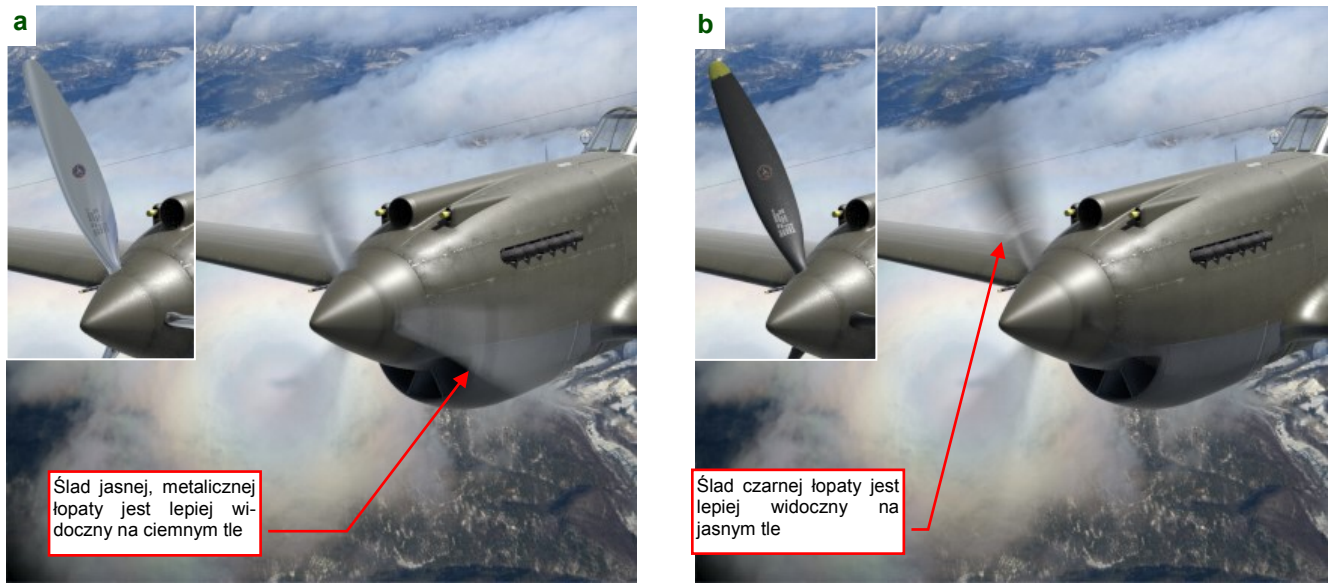 a
Ślad jasnej, metalicznej
łopaty jest lepiej wi-
doczny na ciemnym tle
b
Ślad czarnej łopaty jest
lepiej widoczny na
jasnym tle